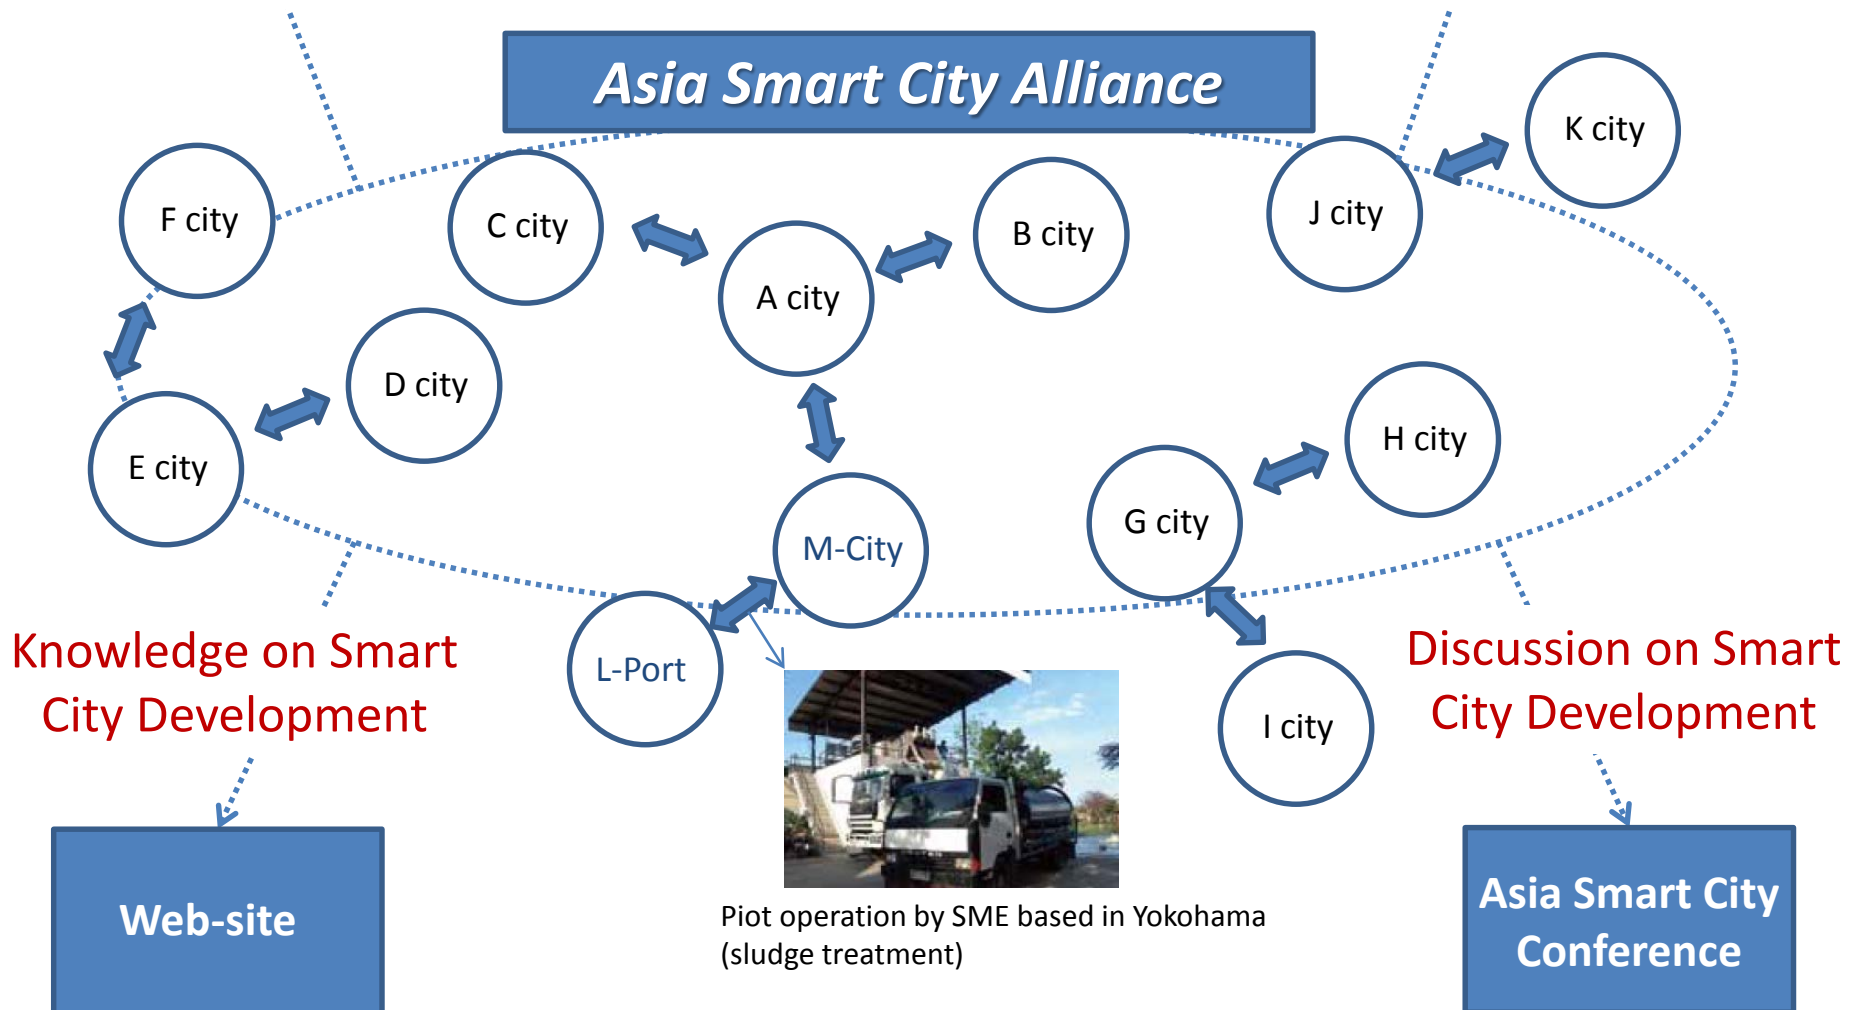 Asia Smart City Alliance
K city
F city
C city
B city
J city
A city
D city
H city
E city
G city
M-City
L-Port
I city
Knowledge on Smart
City Development
Discussion on Smart
City Development
Web-site
Piot operation by SME based in Yokohama
(sludge treatment)
Asia Smart City
Conference